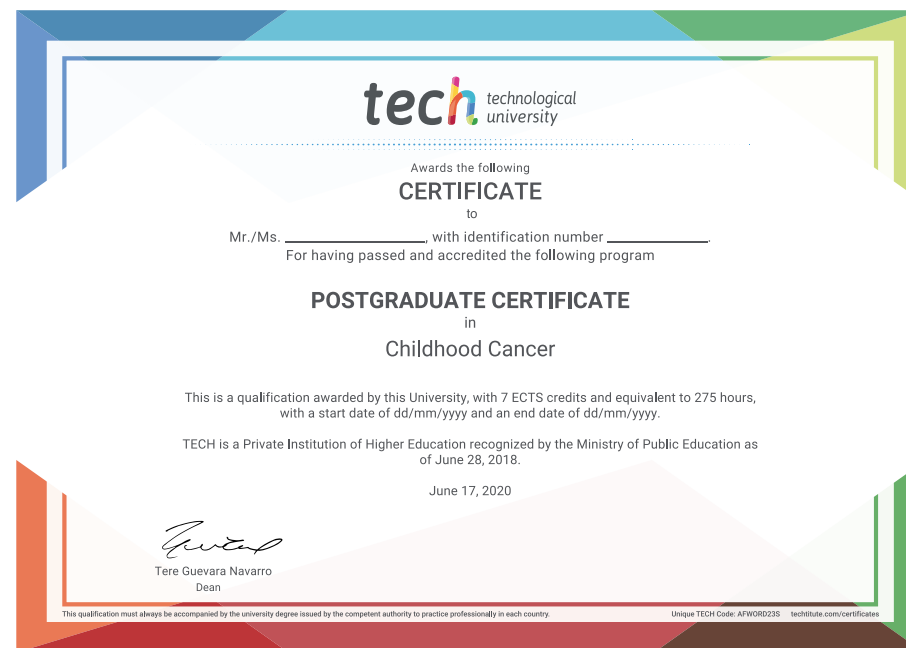 tech technological
university
Awards the following
CERTIFICATE
to
Mr./Ms. ____________________, with identification number ______________.
For having passed and accredited the following program
POSTGRADUATE CERTIFICATE
in
Childhood Cancer
This is a qualification awarded by this University, with 7 ECTS credits and equivalent to 275 hours,
with a start date of dd/mm/yyyy and an end date of dd/mm/yyyy.
TECH is a Private Institution of Higher Education recognized by the Ministry of Public Education as
of June 28, 2018.
June 17, 2020
Tere Guevara Navarro
Dean
This qualification must always be accompanied by the university degree issued by the competent authority to practice professionally in each country.
Unique TECH Code: AFWORD23S techtitute.com/certificates